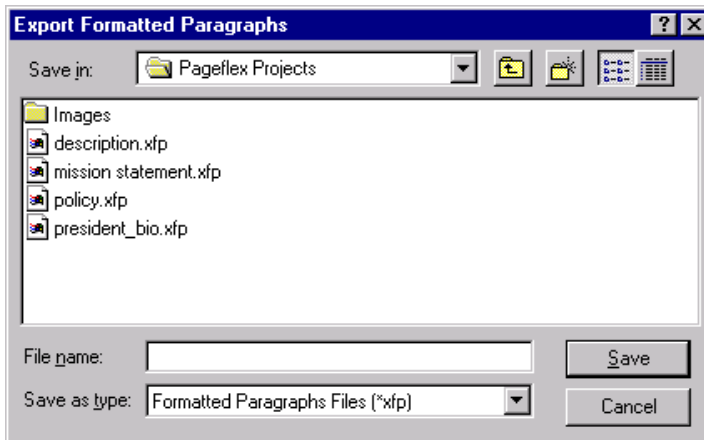 Export Formatted Paragraphs
Save in: Pageflex Projects
Images
description.xfp
mission statement.xfp
policy.xfp
president_bio.xfp
File name:
Save
Save as type: Formatted Paragraphs Files (*xfp)
Cancel